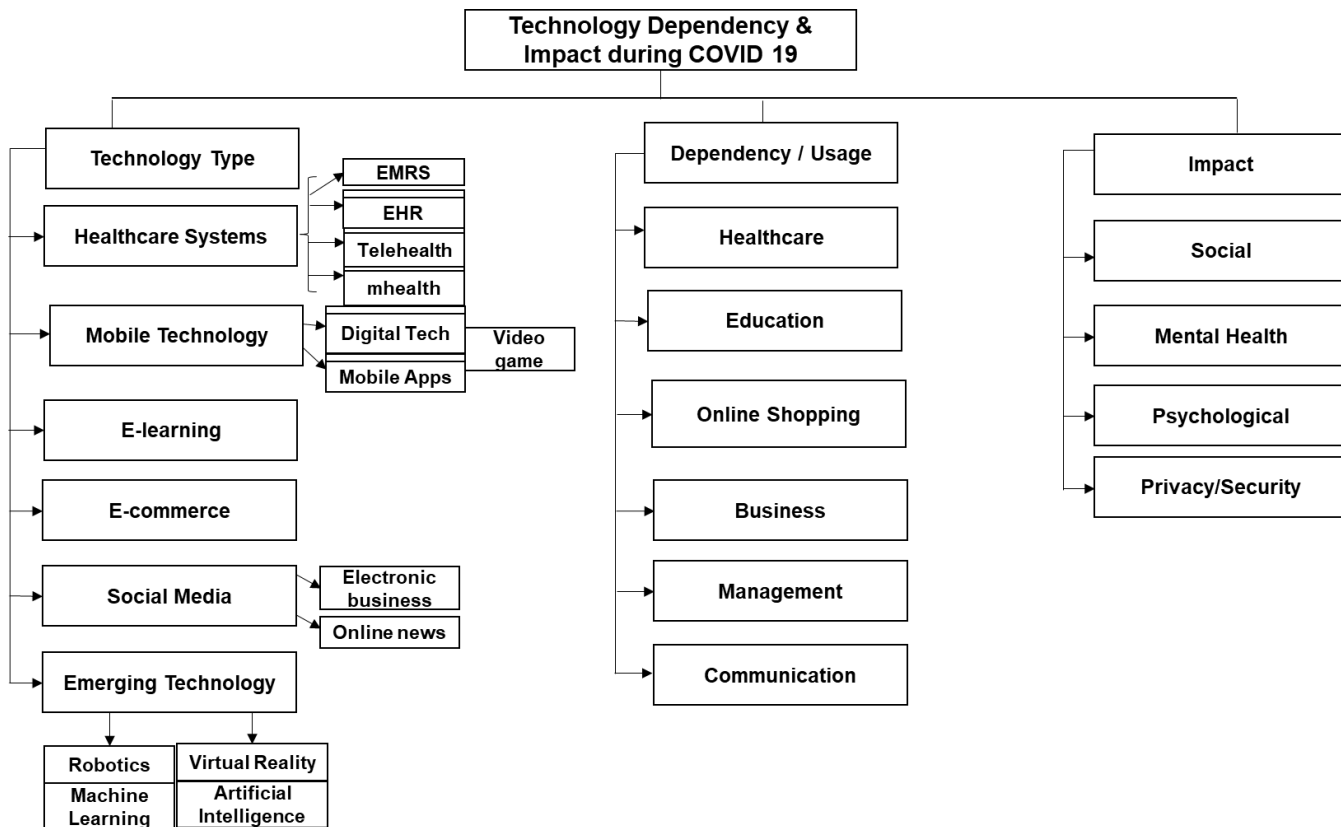 Technology Dependency &
Impact during COVID 19
Technology Type
Healthcare Systems
EMRS
EHR
Telehealth
mhealth
Mobile Technology
Digital Tech
Mobile Apps
Video
game
E-learning
E-commerce
Social Media
Electronic
business
Online news
Emerging Technology
Robotics
Machine
Learning
Virtual Reality
Artificial
Intelligence
Dependency / Usage
Healthcare
Education
Online Shopping
Business
Management
Communication
Impact
Social
Mental Health
Psychological
Privacy/Security